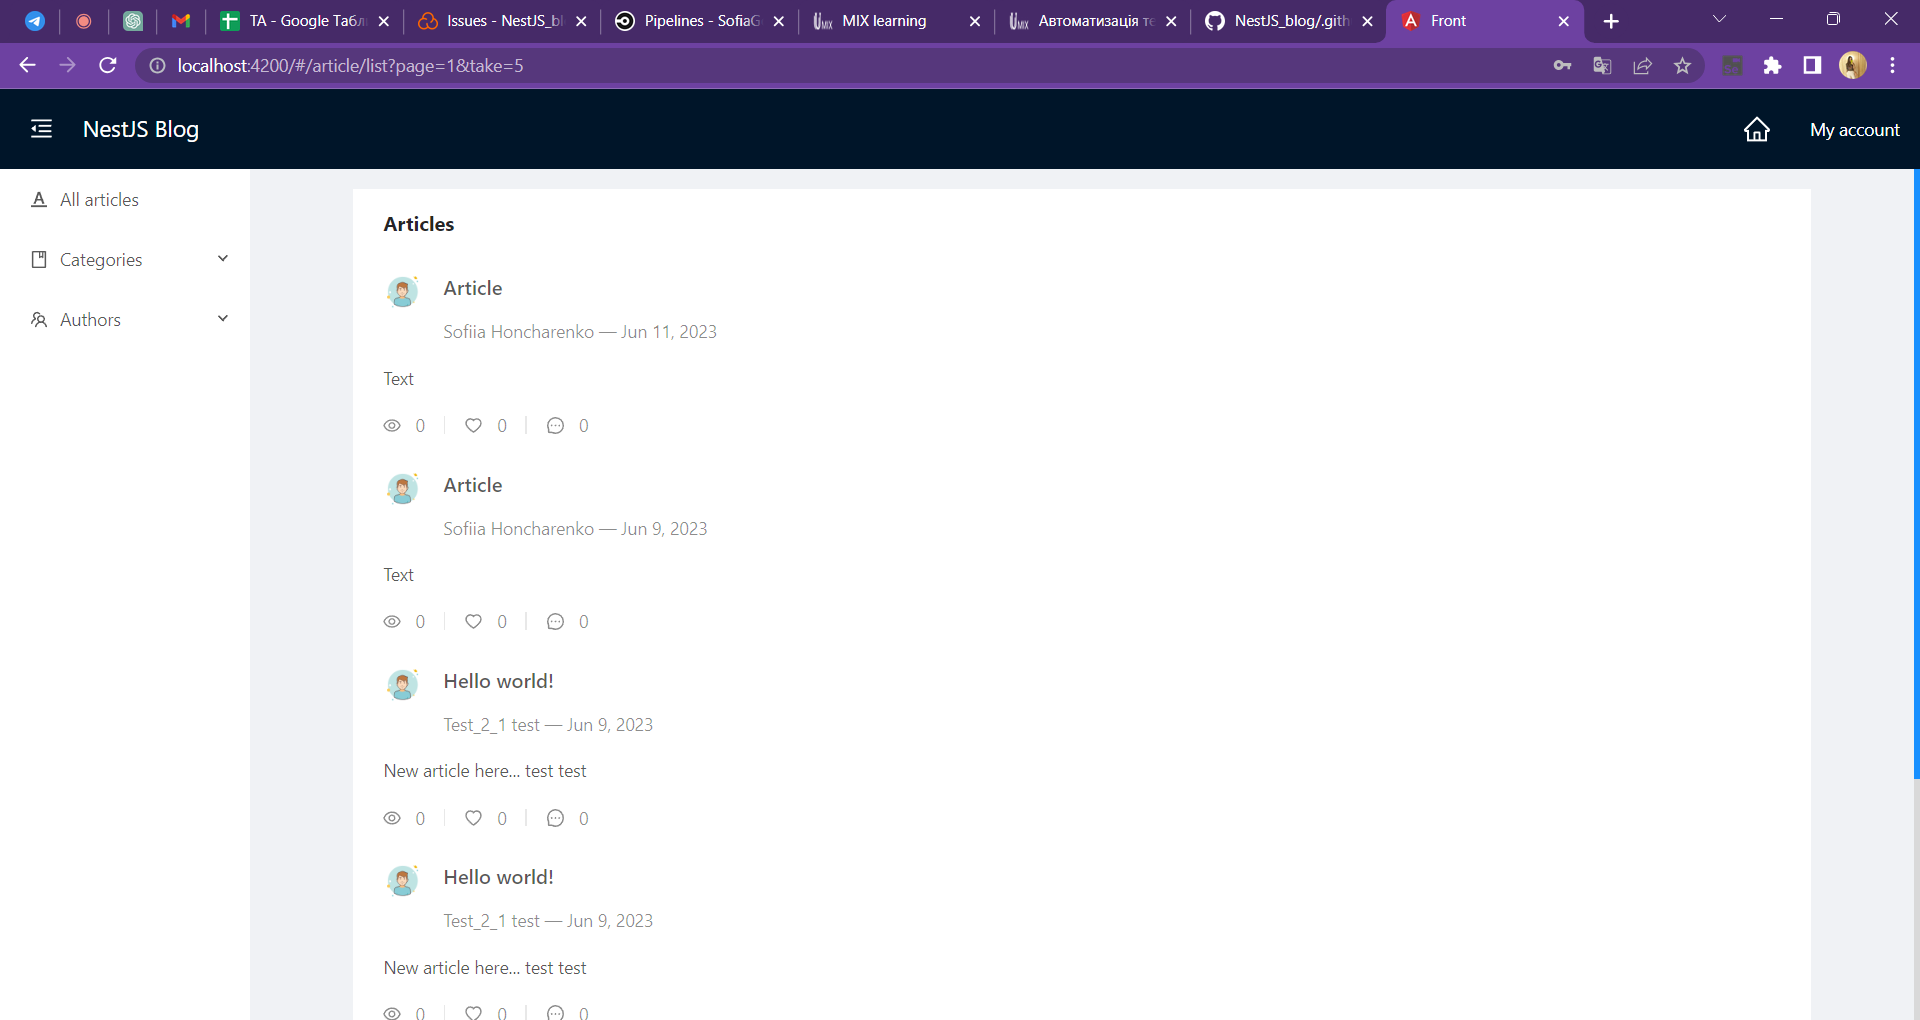 TA - Google Табл
Issues - NestJS_bl
Pipelines - SofiaG
MIX learning
Автоматизація те
NestJS_blog/.gith
Front
localhost:4200/#/article/list?page=1&take=5
NestJS Blog
My account
All articles
Categories
Authors
Articles
Article
Sofiia Honcharenko — Jun 11, 2023
Text
0 0 0
Article
Sofiia Honcharenko — Jun 9, 2023
Text
0 0 0
Hello world!
Test_2_1 test — Jun 9, 2023
New article here... test test
0 0 0
Hello world!
Test_2_1 test — Jun 9, 2023
New article here... test test
0 0 0